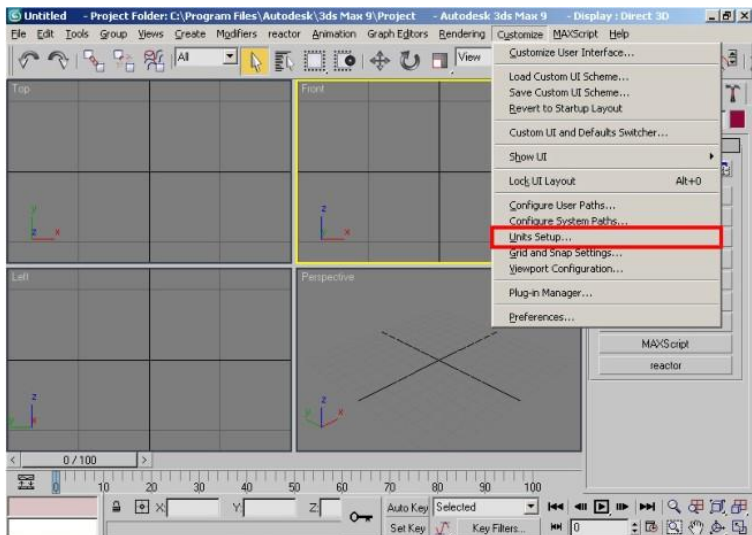 Untitled - Project Folder: C:\Program Files\Autodesk\3ds Max 9\Project - Autodesk 3ds Max 9 - Display : Direct 3D
File Edit Tools Group Views Create Modifiers reactor Animation Graph Editors Rendering Customize MAXScript Help
All
View
Customize User Interface...
Load Custom UI Scheme...
Save Custom UI Scheme...
Revert to Startup Layout
Custom UI and Defaults Switcher...
Show UI
Lock UI Layout Alt+0
Configure User Paths...
Configure System Paths...
Units Setup...
Grid and Snap Settings...
Viewport Configuration...
Plug-in Manager...
Preferences...
Top
y
z x
Front
z
x
Left
z
Perspective
z
y x
MAXScript
reactor
< 0 / 100 >
0 10 20 30 40 50 60 70 80 90 100
X: Y: Z: Auto Key Selected
Set Key Key Filters... 0